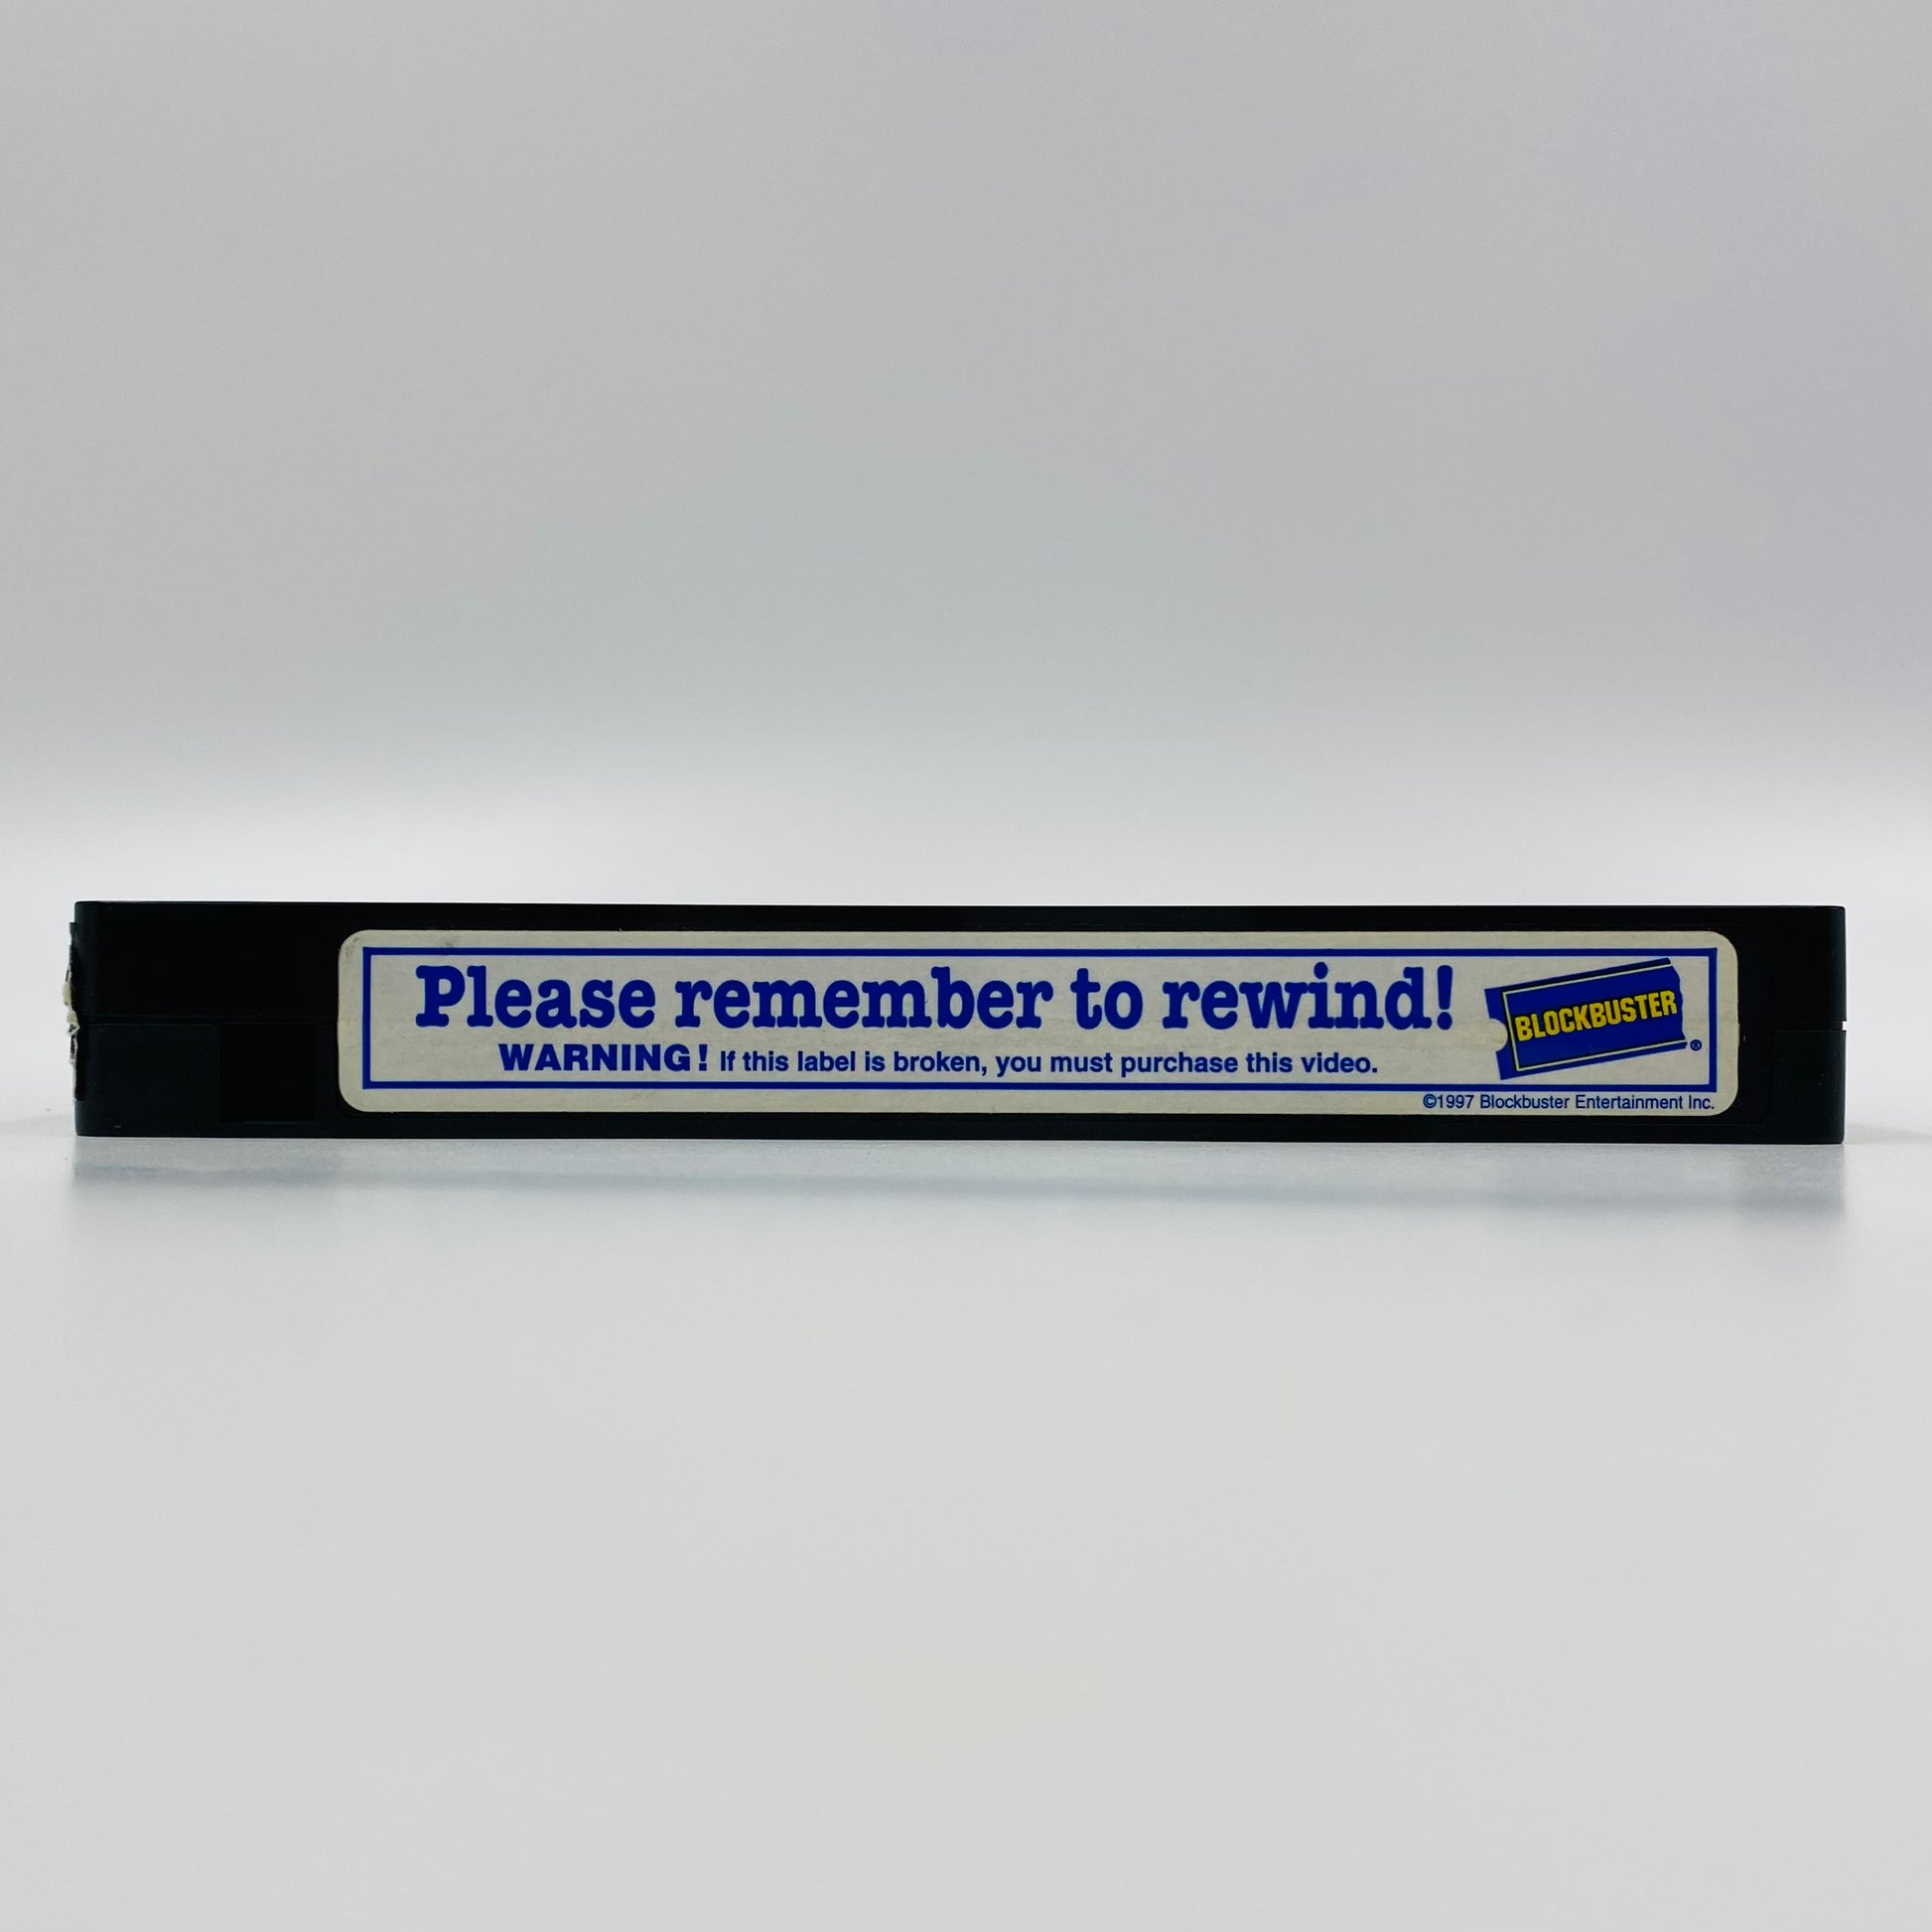 Please remember to rewind!
WARNING! If this label is broken, you must purchase this video.
BLOCKBUSTER®
©1997 Blockbuster Entertainment Inc.